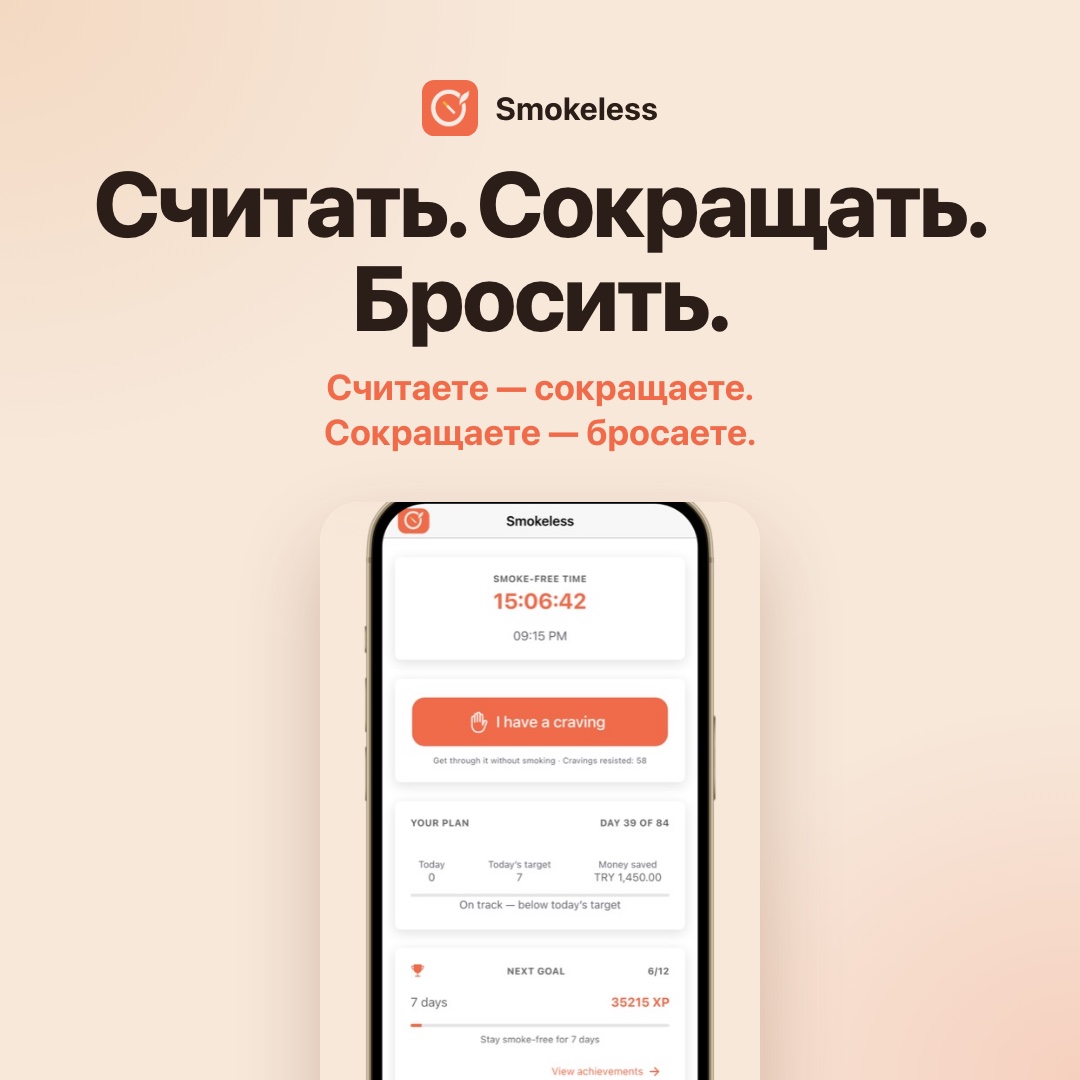 Smokeless
Считать. Сокращать.
Бросить.
Считаете — сокращаете.
Сокращаете — бросаете.
Smokeless
SMOKE-FREE TIME
15:06:42
09:15 PM
I have a craving
Get through it without smoking · Cravings resisted: 58
YOUR PLAN DAY 39 OF 84
Today Today's target Money saved
0 7 TRY 1,450.00
On track — below today's target
NEXT GOAL 6/12
7 days 35215 XP
Stay smoke-free for 7 days
View achievements →